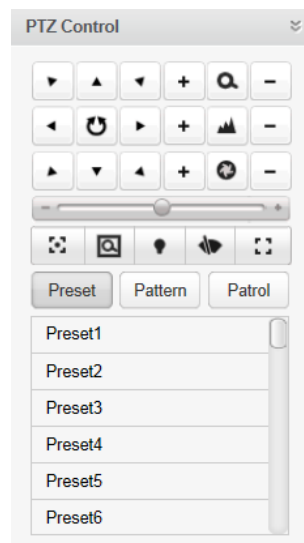 PTZ Control
Preset Pattern Patrol
Preset1
Preset2
Preset3
Preset4
Preset5
Preset6